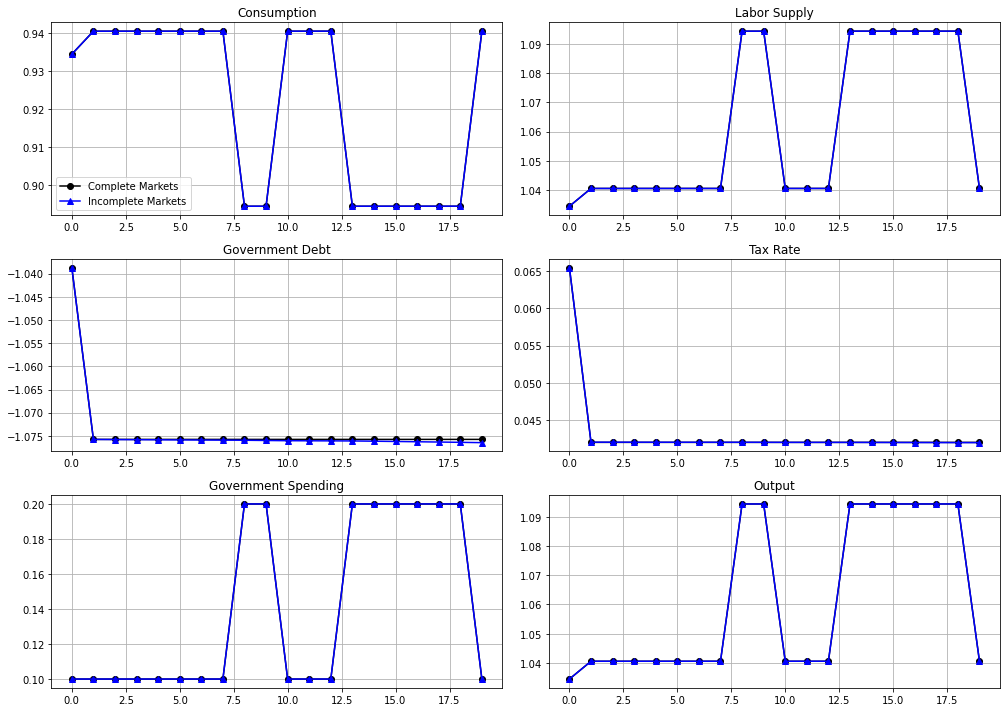 Consumption
0.94
0.93
0.92
0.91
0.90
Complete Markets
Incomplete Markets
0.0 2.5 5.0 7.5 10.0 12.5 15.0 17.5
Labor Supply
1.09
1.08
1.07
1.06
1.05
1.04
0.0 2.5 5.0 7.5 10.0 12.5 15.0 17.5
Government Debt
−1.040
−1.045
−1.050
−1.055
−1.060
−1.065
−1.070
−1.075
0.0 2.5 5.0 7.5 10.0 12.5 15.0 17.5
Tax Rate
0.065
0.060
0.055
0.050
0.045
0.0 2.5 5.0 7.5 10.0 12.5 15.0 17.5
Government Spending
0.20
0.18
0.16
0.14
0.12
0.10
0.0 2.5 5.0 7.5 10.0 12.5 15.0 17.5
Output
1.09
1.08
1.07
1.06
1.05
1.04
0.0 2.5 5.0 7.5 10.0 12.5 15.0 17.5